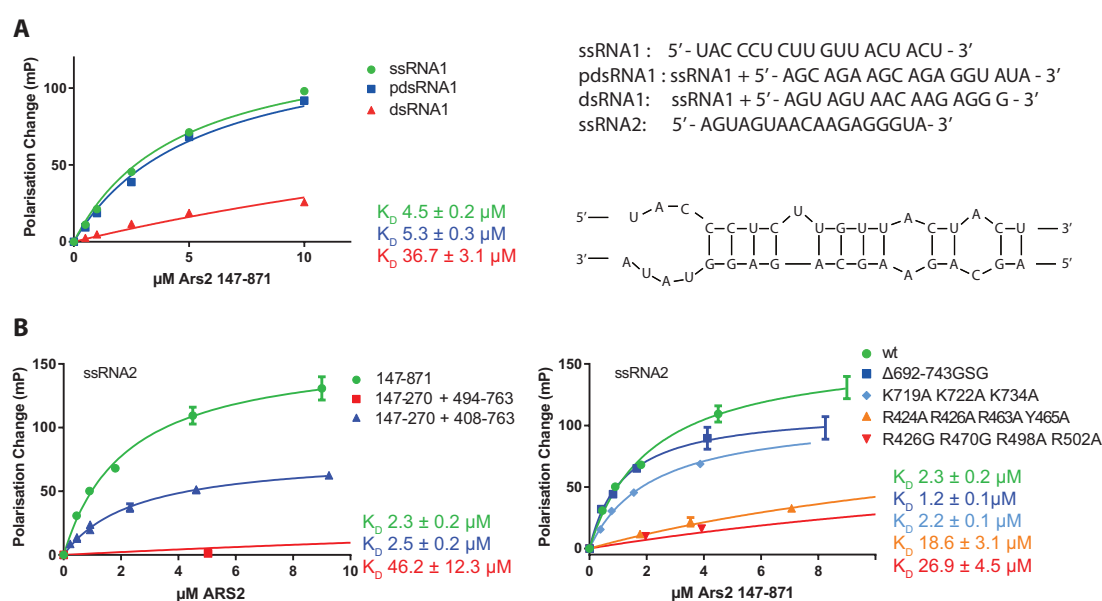 A
Polarisation Change (mP)
100
50
0
0
5
10
µM Ars2 147-871
ssRNA1
pdsRNA1
dsRNA1
K_D 4.5 ± 0.2 µM
K_D 5.3 ± 0.3 µM
K_D 36.7 ± 3.1 µM
ssRNA1 : 5'- UAC CCU CUU GUU ACU ACU - 3'
pdsRNA1 : ssRNA1 + 5'- AGC AGA AGC AGA GGU AUA - 3'
dsRNA1: ssRNA1 + 5'- AGU AGU AAC AAG AGG G - 3'
ssRNA2: 5'- AGUAGUAACAAGAGGGUA- 3'
5' U A C C C U C U U G U U A C U A C U 3'
3' A U A U G G A G A C G A A G A C G A 5'
B
Polarisation Change (mP)
150
100
50
0
0
2
4
6
8
10
ssRNA2
µM ARS2
147-871
147-270 + 494-763
147-270 + 408-763
K_D 2.3 ± 0.2 µM
K_D 2.5 ± 0.2 µM
K_D 46.2 ± 12.3 µM
Polarisation Change (mP)
150
100
50
0
0
2
4
6
8
ssRNA2
µM Ars2 147-871
wt
Δ692-743GSG
K719A K722A K734A
R424A R426A R463A Y465A
R426G R470G R498A R502A
K_D 2.3 ± 0.2 µM
K_D 1.2 ± 0.1µM
K_D 2.2 ± 0.1 µM
K_D 18.6 ± 3.1 µM
K_D 26.9 ± 4.5 µM